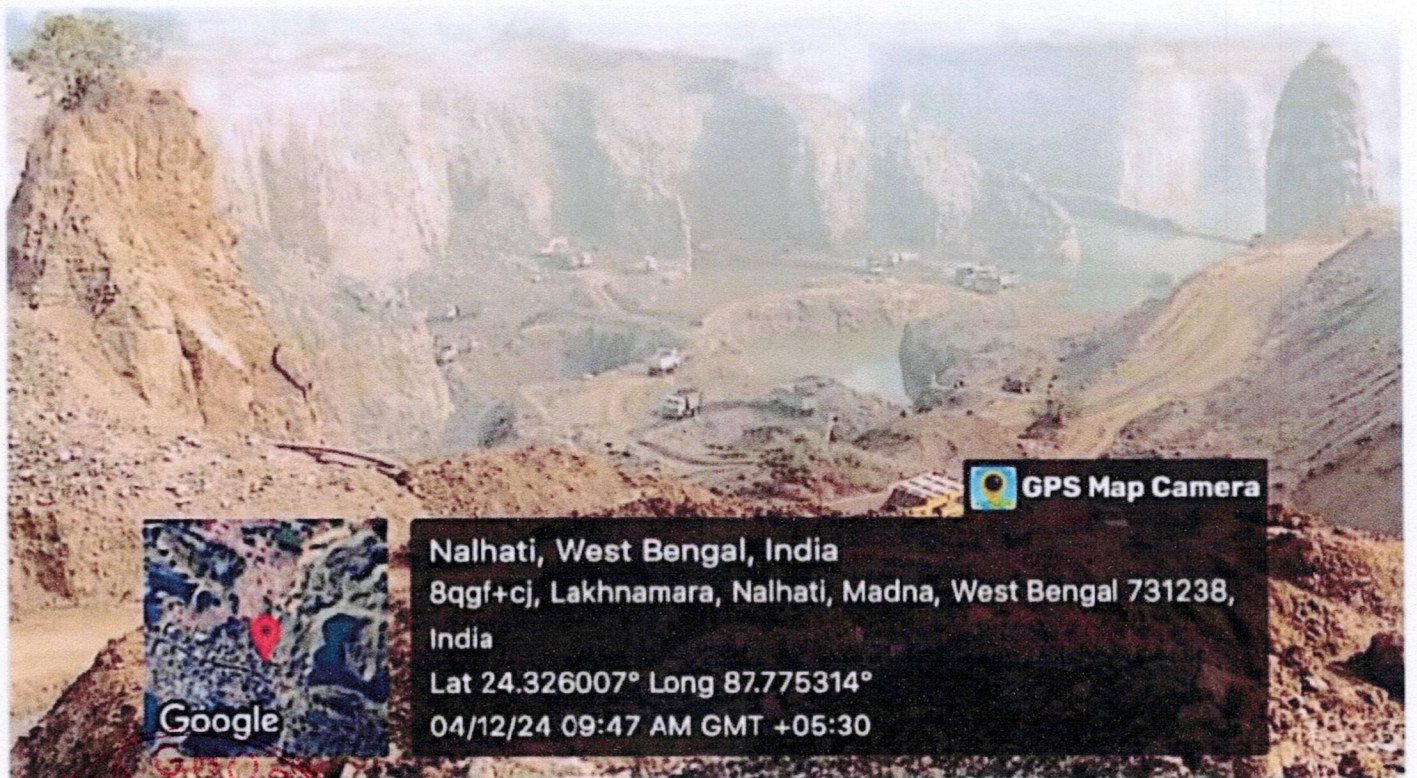 GPS Map Camera
Nalhati, West Bengal, India
8qgf+cj, Lakhnamara, Nalhati, Madna, West Bengal 731238,
India
Lat 24.326007° Long 87.775314°
04/12/24 09:47 AM GMT +05:30
Google